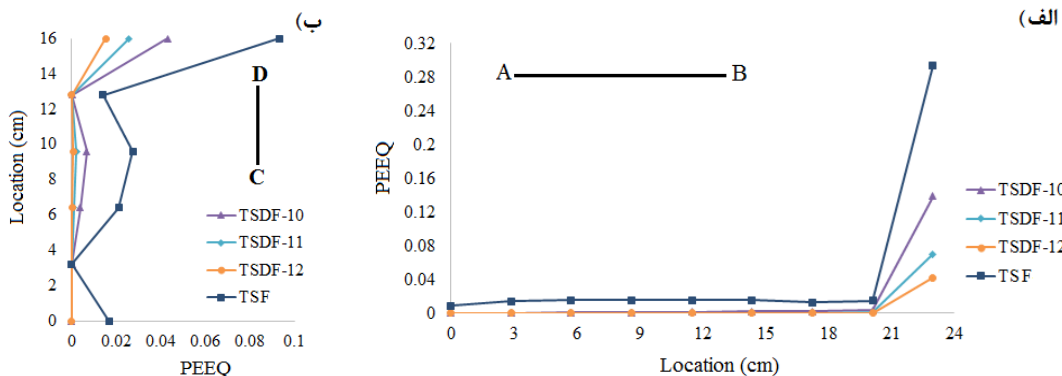 الف)
0.32
0.28
0.24
0.2
0.16
0.12
0.08
0.04
0
PEEQ
A B
0 3 6 9 12 15 18 21 24
Location (cm)
TSDF-10
TSDF-11
TSDF-12
TSF
ب)
16
14
12
10
8
6
4
2
0
Location (cm)
D
C
TSDF-10
TSDF-11
TSDF-12
TSF
0 0.02 0.04 0.06 0.08 0.1
PEEQ